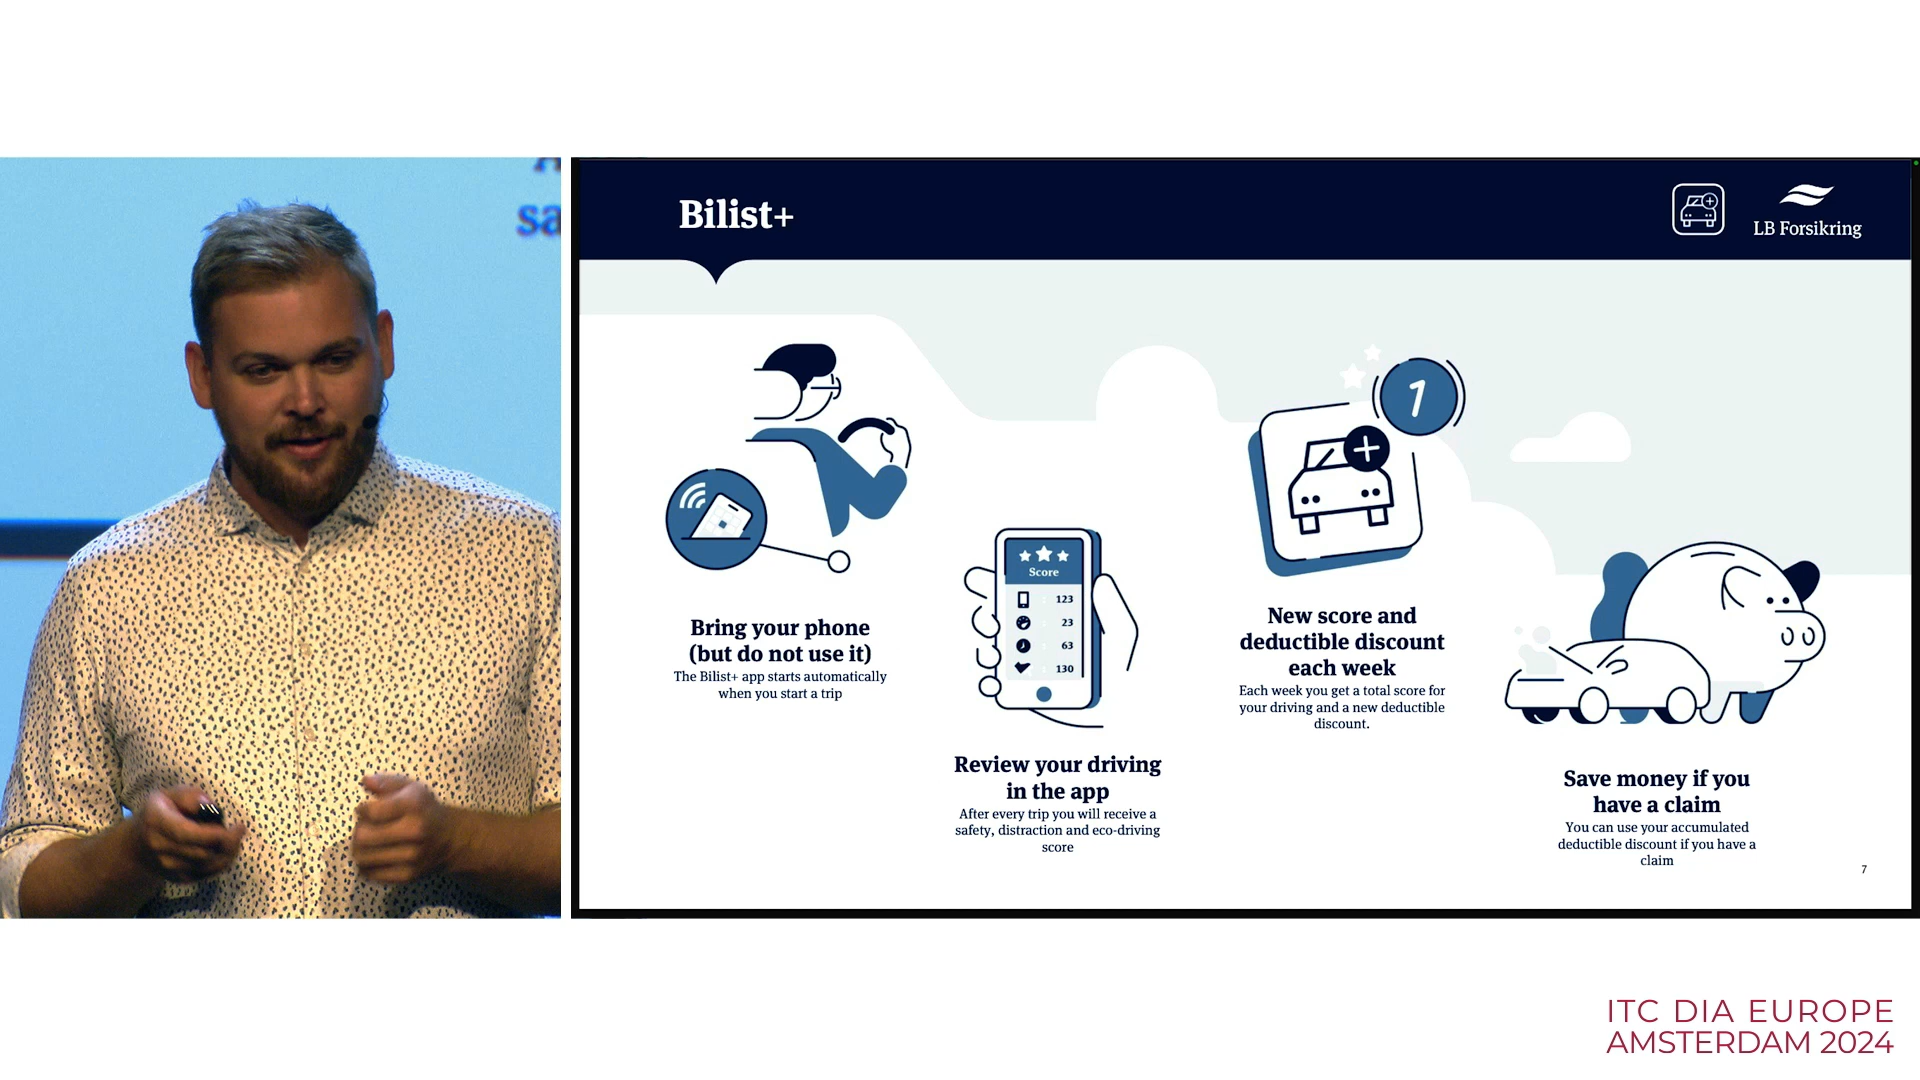 sa
Bilist+
LB Forsikring
1
Score
123
23
63
130
Bring your phone
(but do not use it)
The Bilist+ app starts automatically
when you start a trip
Review your driving
in the app
After every trip you will receive a
safety, distraction and eco-driving
score
New score and
deductible discount
each week
Each week you get a total score for
your driving and a new deductible
discount.
Save money if you
have a claim
You can use your accumulated
deductible discount if you have a
claim
7
ITC DIA EUROPE
AMSTERDAM 2024